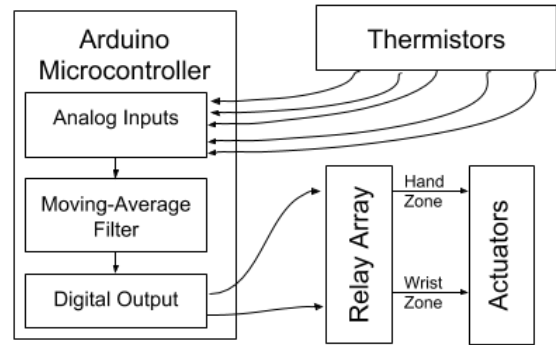 Arduino
Microcontroller
Analog Inputs
Moving-Average
Filter
Digital Output
Thermistors
Relay Array
Hand
Zone
Wrist
Zone
Actuators